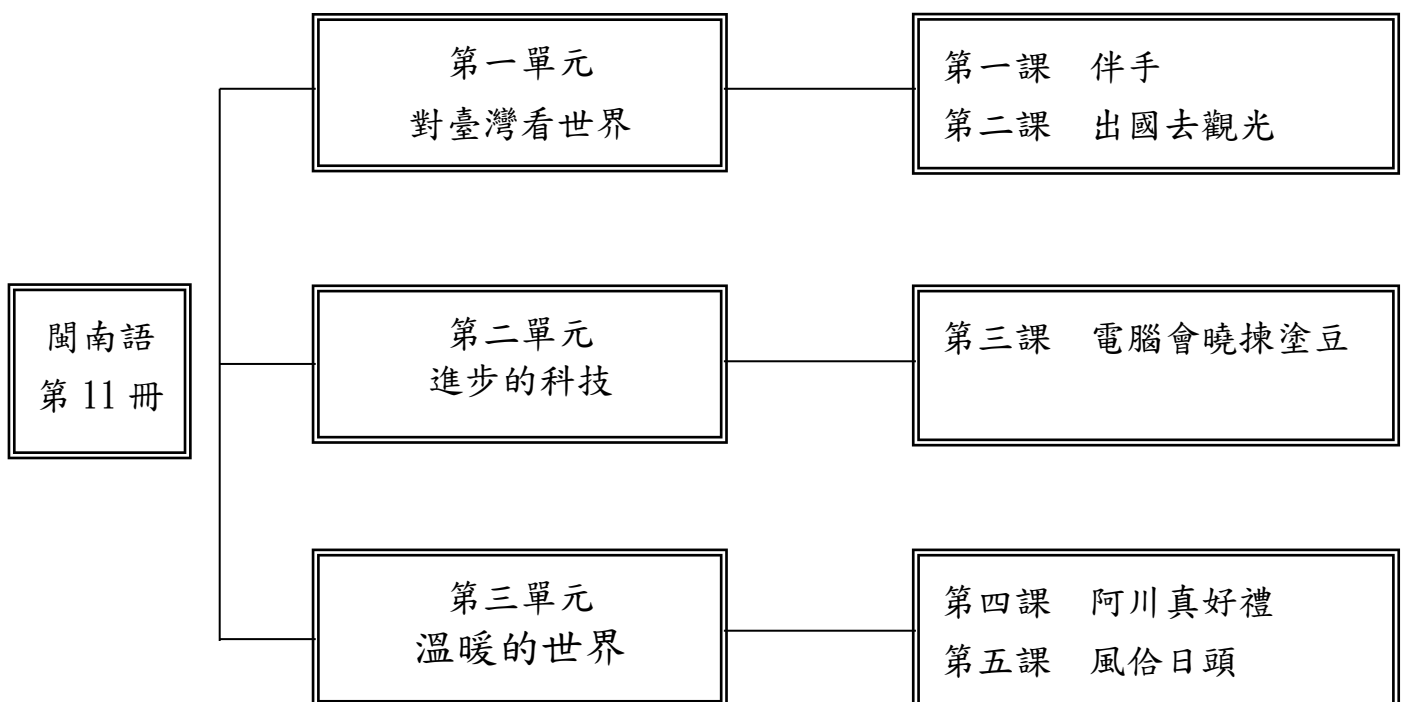 第一單元
對臺灣看世界
第一課 伴手
第二課 出國去觀光
閩南語
第 11 冊
第二單元
進步的科技
第三課 電腦會曉揀塗豆
第三單元
溫暖的世界
第四課 阿川真好禮
第五課 風佮日頭